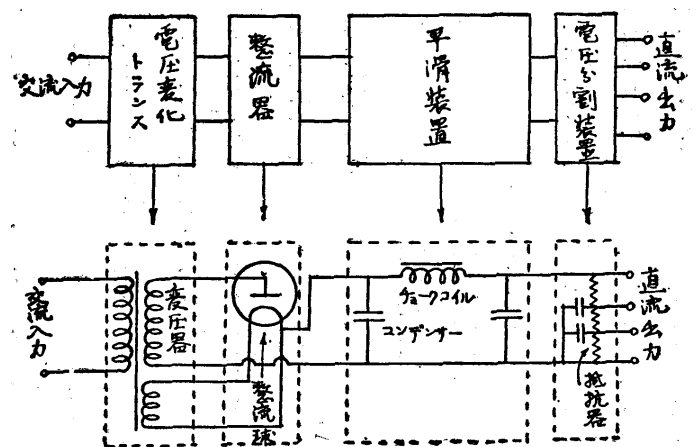 交流入力
電圧変化
トランス
整流器
平滑装置
電圧分割装置
直流出力
交流入力
変圧器
整流球
チョークコイル
コンデンサー
直流出力
抵抗器